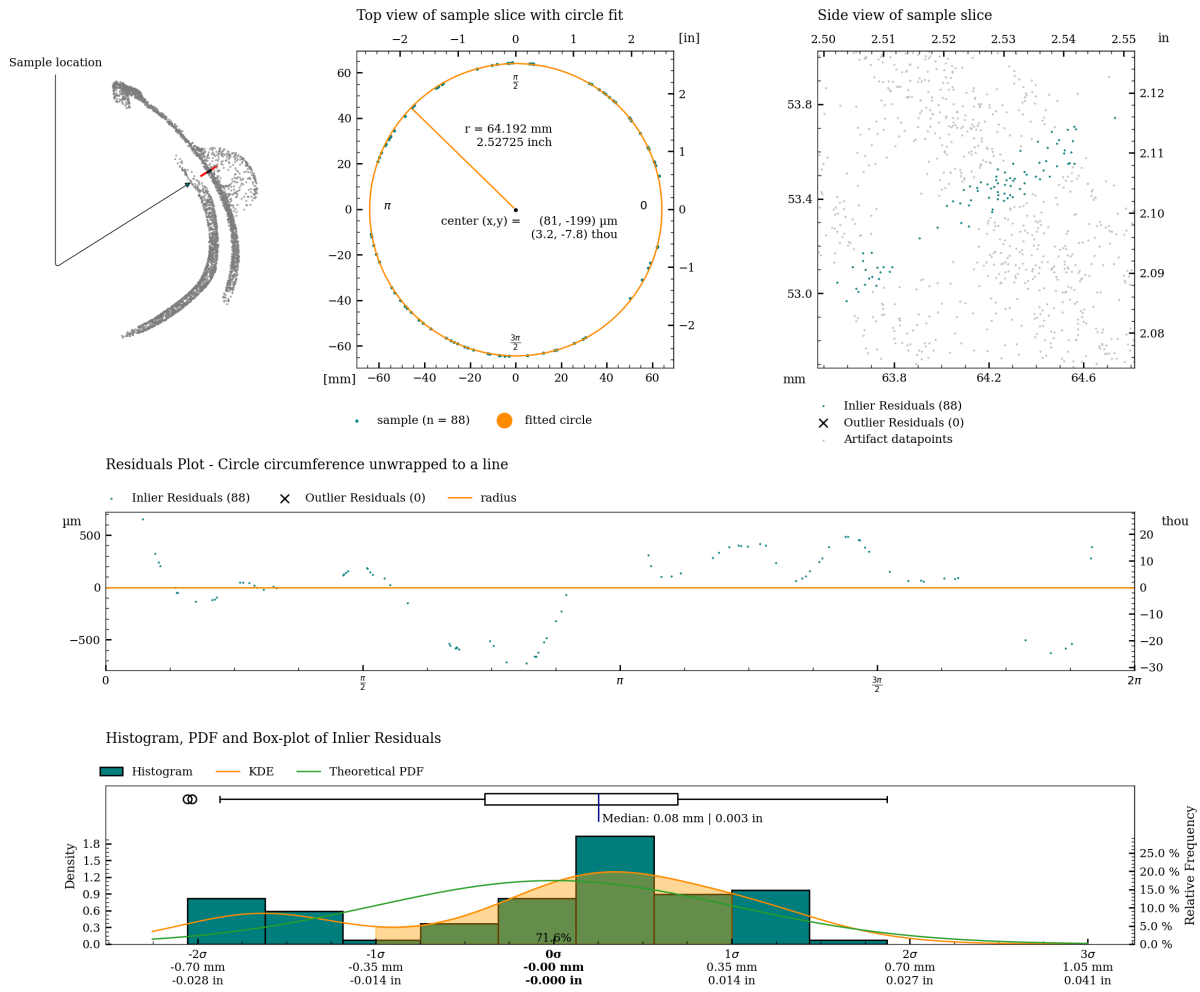 Top view of sample slice with circle fit
Side view of sample slice
Sample location
−2 −1 0 1 2 [in]
2.50 2.51 2.52 2.53 2.54 2.55 in
60
40
20
0
−20
−40
−60
2
1
0
−1
−2
π/2
r = 64.192 mm
2.52725 inch
π
0
center (x,y) = (81, -199) µm
(3.2, -7.8) thou
3π/2
[mm] −60 −40 −20 0 20 40 60
53.8
53.4
53.0
2.12
2.11
2.10
2.09
2.08
mm 63.8 64.2 64.6
sample (n = 88) fitted circle
Inlier Residuals (88)
Outlier Residuals (0)
Artifact datapoints
Residuals Plot - Circle circumference unwrapped to a line
Inlier Residuals (88) Outlier Residuals (0) radius
µm
thou
500
0
−500
20
10
0
−10
−20
−30
0 π/2 π 3π/2 2π
Histogram, PDF and Box-plot of Inlier Residuals
Histogram KDE Theoretical PDF
Median: 0.08 mm | 0.003 in
Density
1.8
1.5
1.2
0.9
0.6
0.3
0.0
Relative Frequency
25.0 %
20.0 %
15.0 %
10.0 %
5.0 %
0.0 %
71.6%
-2σ -1σ 0σ 1σ 2σ 3σ
-0.70 mm -0.35 mm -0.00 mm 0.35 mm 0.70 mm 1.05 mm
-0.028 in -0.014 in -0.000 in 0.014 in 0.027 in 0.041 in